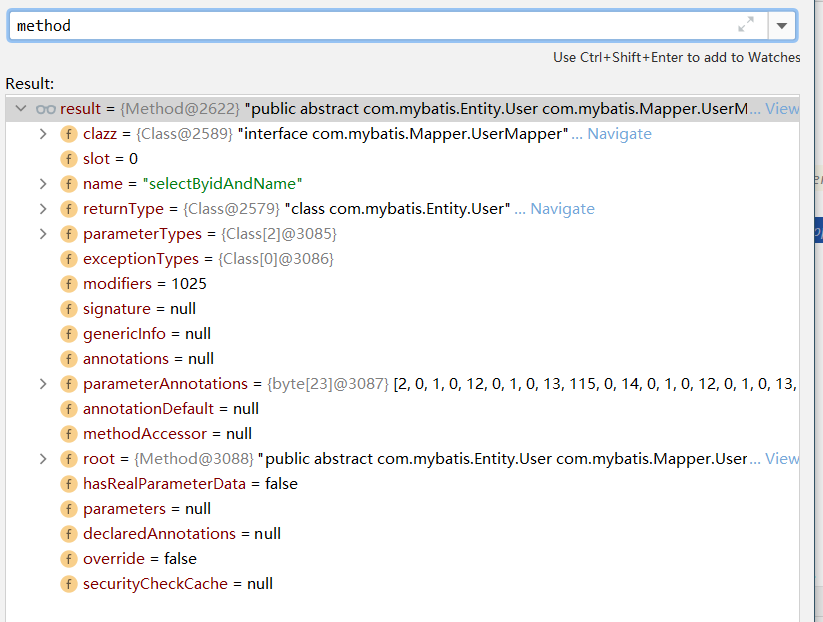 method
Use Ctrl+Shift+Enter to add to Watches
Result:
result = {Method@2622} "public abstract com.mybatis.Entity.User com.mybatis.Mapper.UserM... View
f clazz = {Class@2589} "interface com.mybatis.Mapper.UserMapper" ... Navigate
f slot = 0
f name = "selectByidAndName"
f returnType = {Class@2579} "class com.mybatis.Entity.User" ... Navigate
f parameterTypes = {Class[2]@3085}
f exceptionTypes = {Class[0]@3086}
f modifiers = 1025
f signature = null
f genericInfo = null
f annotations = null
f parameterAnnotations = {byte[23]@3087} [2, 0, 1, 0, 12, 0, 1, 0, 13, 115, 0, 14, 0, 1, 0, 12, 0, 1, 0, 13,
f annotationDefault = null
f methodAccessor = null
f root = {Method@3088} "public abstract com.mybatis.Entity.User com.mybatis.Mapper.User... View
f hasRealParameterData = false
f parameters = null
f declaredAnnotations = null
f override = false
f securityCheckCache = null